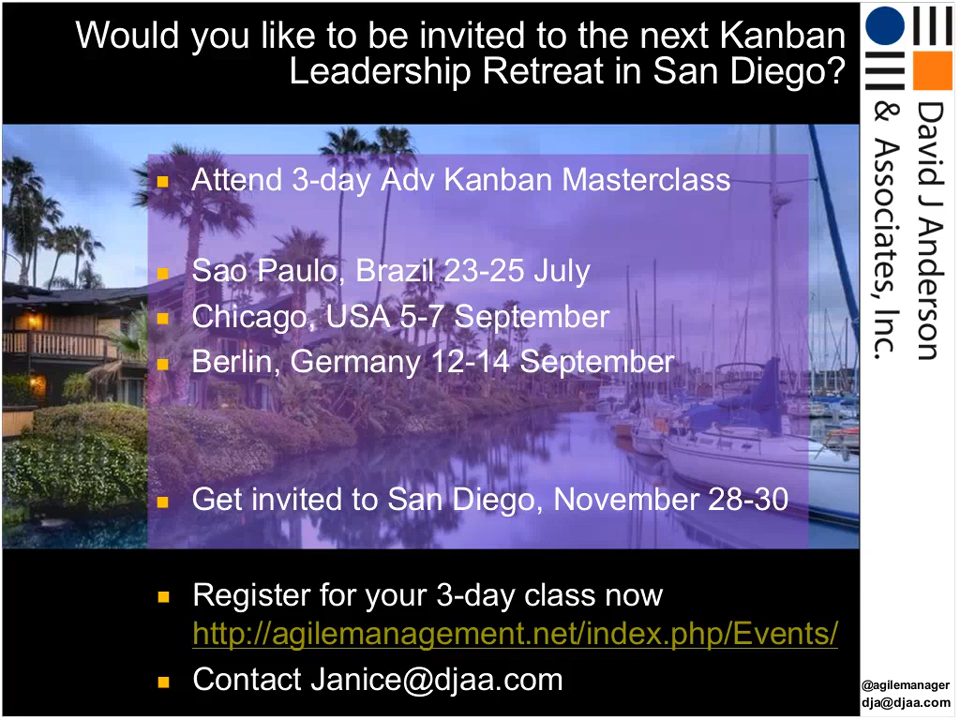 Would you like to be invited to the next Kanban
Leadership Retreat in San Diego?
Attend 3-day Adv Kanban Masterclass
Sao Paulo, Brazil 23-25 July
Chicago, USA 5-7 September
Berlin, Germany 12-14 September
Get invited to San Diego, November 28-30
Register for your 3-day class now
http://agilemanagement.net/index.php/Events/
Contact Janice@djaa.com
David J Anderson
& Associates, Inc.
@agilemanager
dja@djaa.com